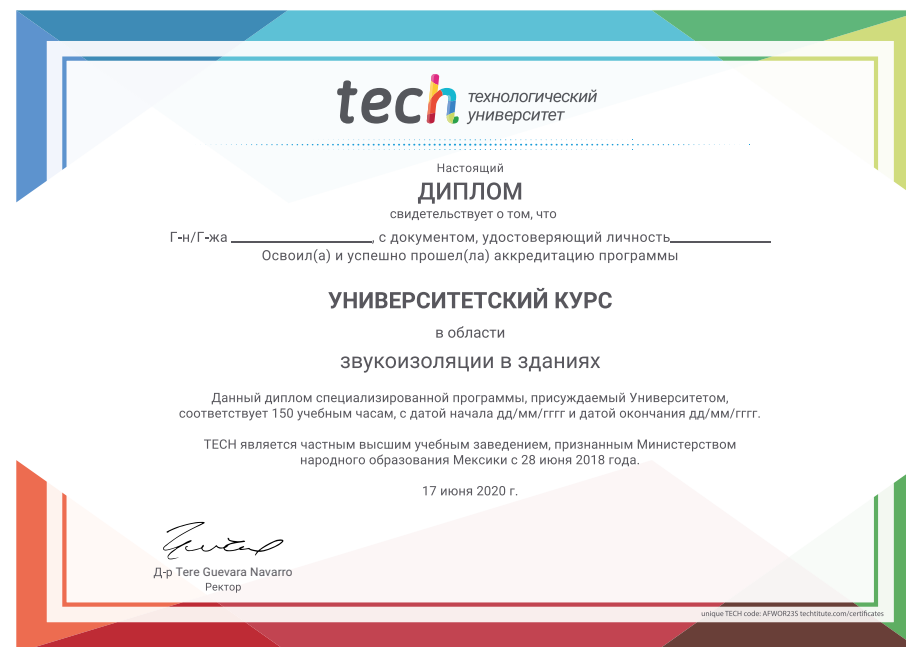 tech технологический
университет
Настоящий
ДИПЛОМ
свидетельствует о том, что
Г-н/Г-жа , с документом, удостоверяющий личность
Освоил(а) и успешно прошел(ла) аккредитацию программы
УНИВЕРСИТЕТСКИЙ КУРС
в области
звукоизоляции в зданиях
Данный диплом специализированной программы, присуждаемый Университетом,
соответствует 150 учебным часам, с датой начала дд/мм/гггг и датой окончания дд/мм/гггг.
TECH является частным высшим учебным заведением, признанным Министерством
народного образования Мексики с 28 июня 2018 года.
17 июня 2020 г.
Д-р Tere Guevara Navarro
Ректор
unique TECH code: AFWOR23S techtitute.com/certificates